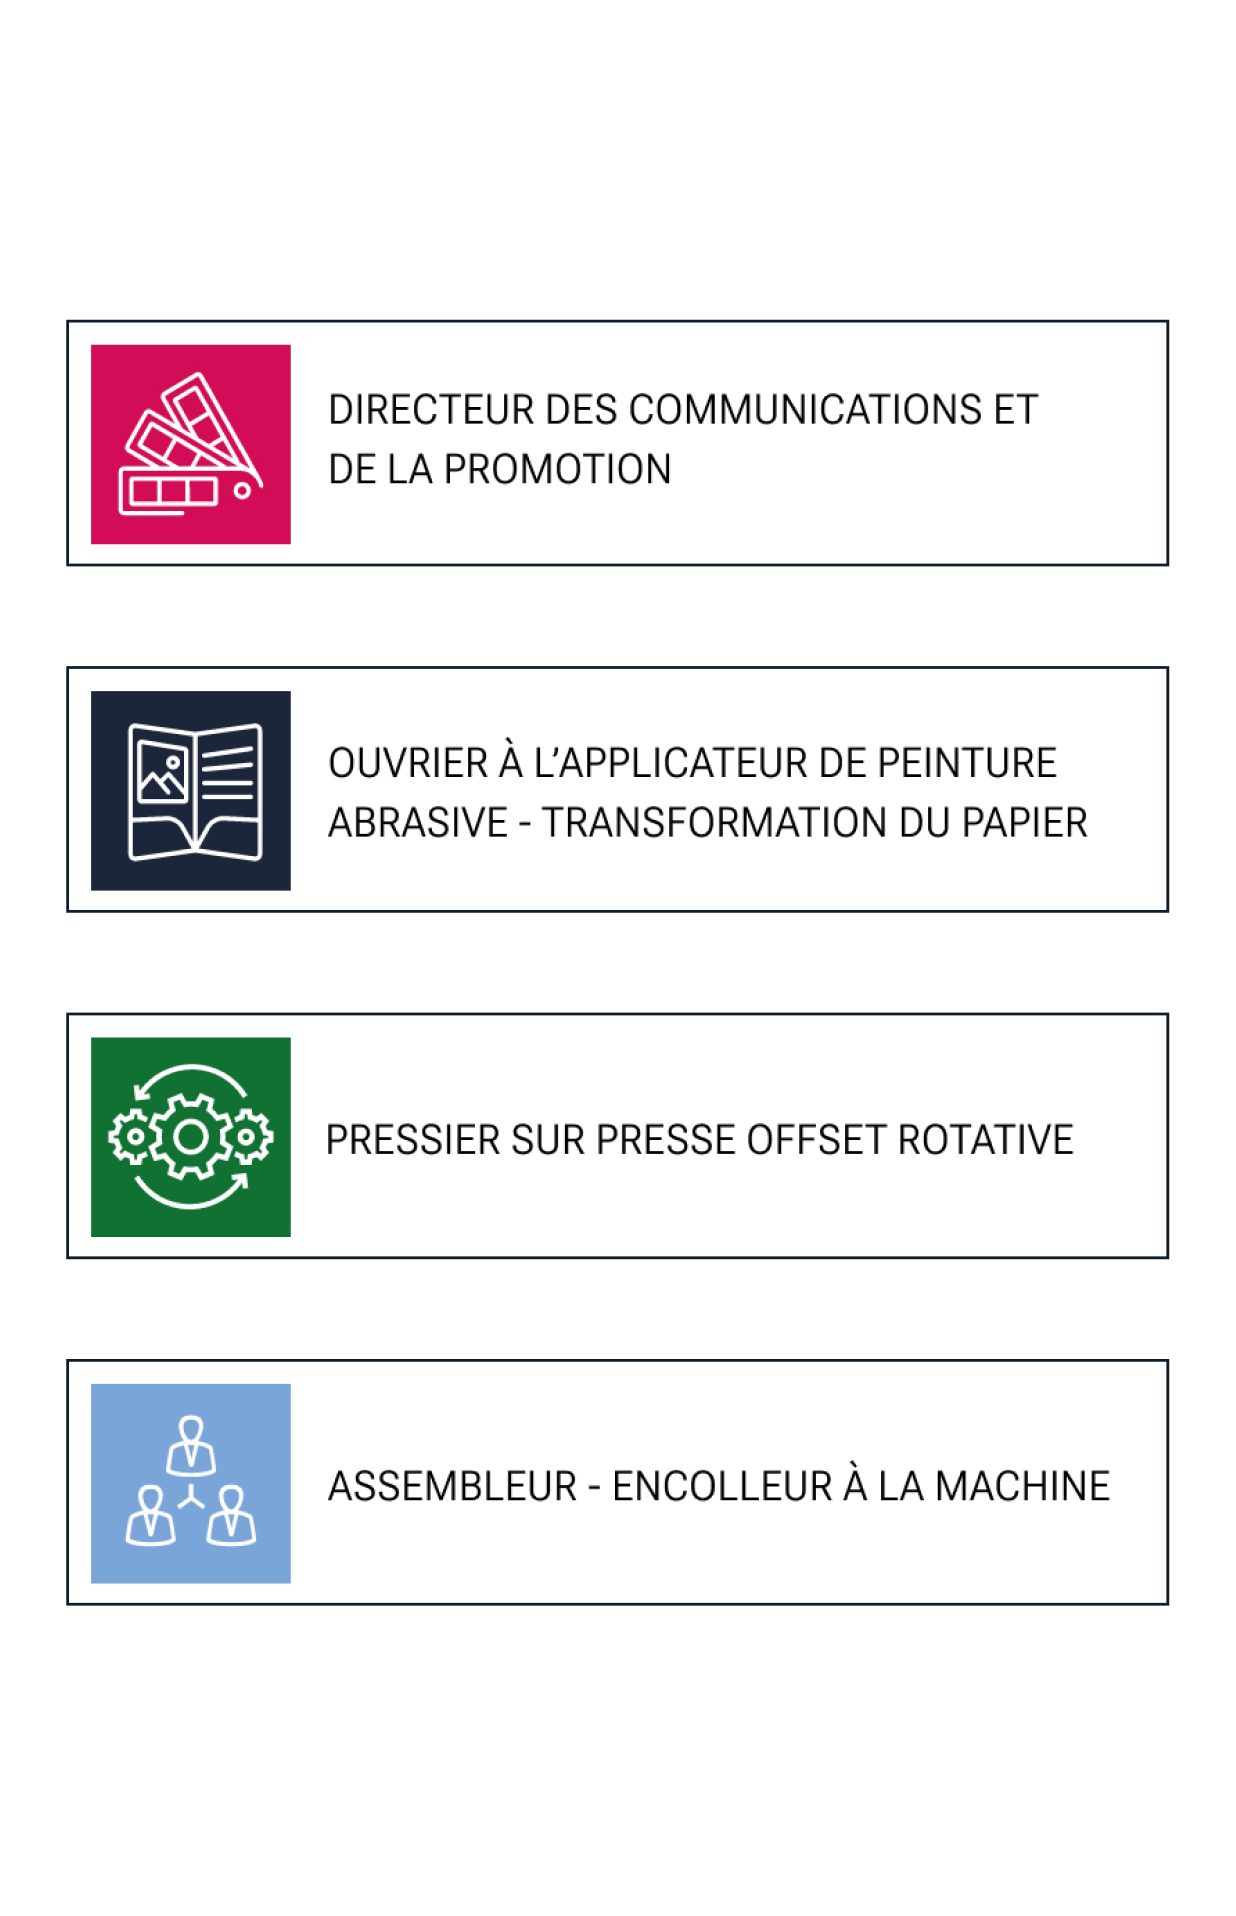 DIRECTEUR DES COMMUNICATIONS ET
DE LA PROMOTION
OUVRIER À L’APPLICATEUR DE PEINTURE
ABRASIVE - TRANSFORMATION DU PAPIER
PRESSIER SUR PRESSE OFFSET ROTATIVE
ASSEMBLEUR - ENCOLLEUR À LA MACHINE